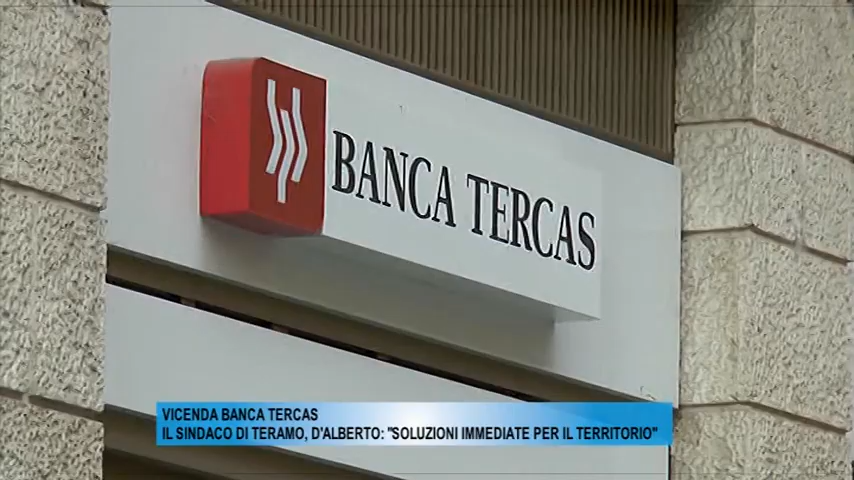 BANCA TERCAS
VICENDA BANCA TERCAS
IL SINDACO DI TERAMO, D'ALBERTO: "SOLUZIONI IMMEDIATE PER IL TERRITORIO"